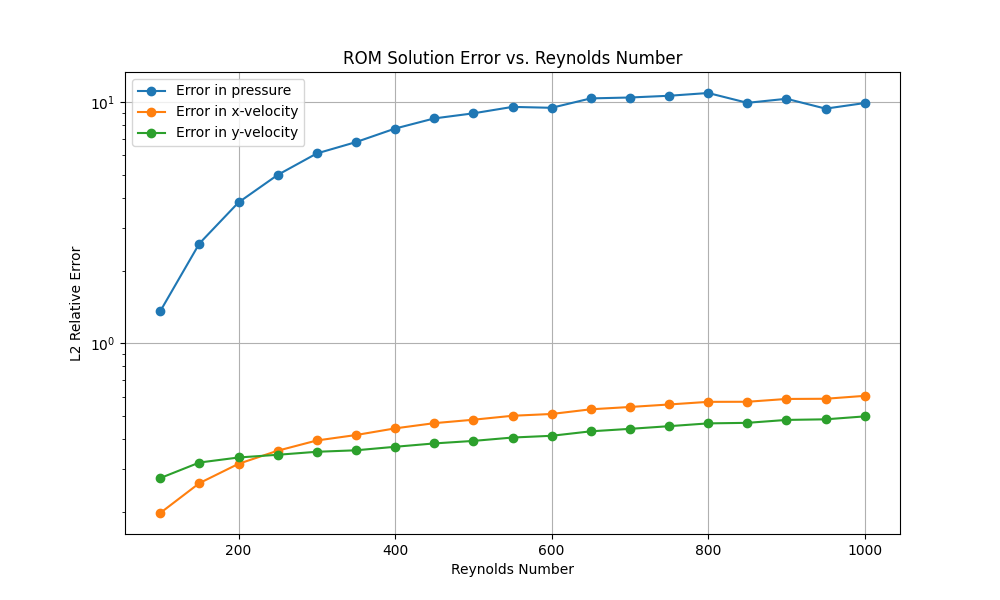 ROM Solution Error vs. Reynolds Number
Error in pressure
Error in x-velocity
Error in y-velocity
10¹
10⁰
L2 Relative Error
200 400 600 800 1000
Reynolds Number